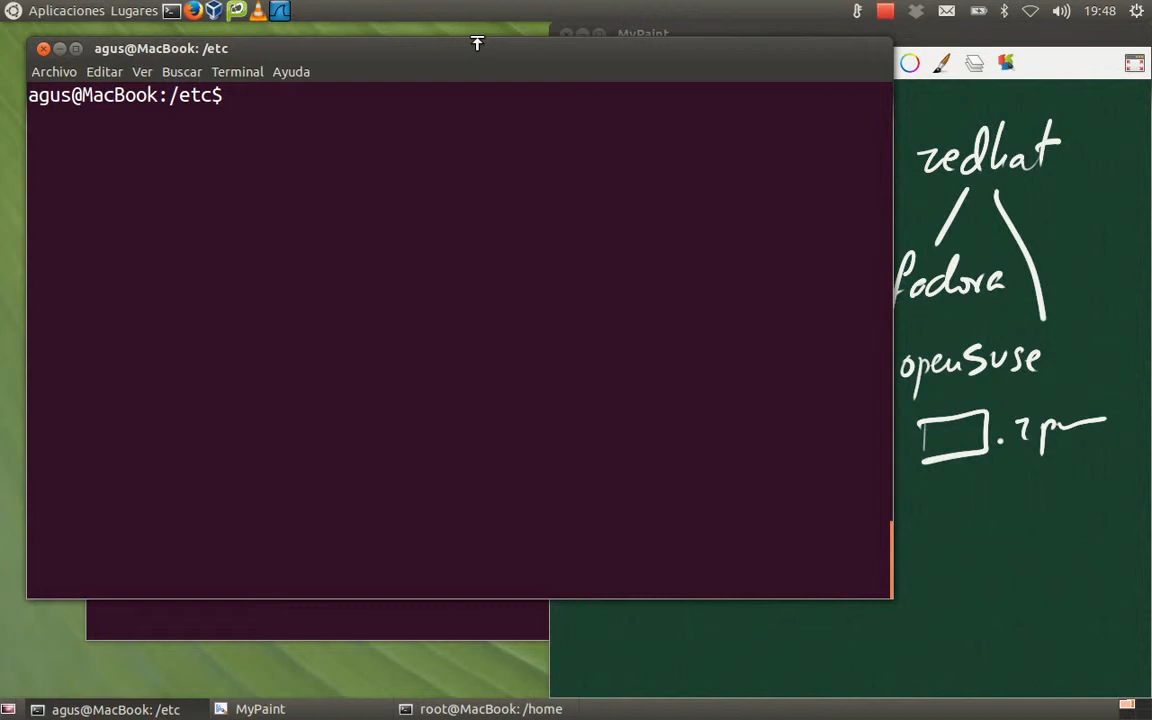 Aplicaciones Lugares
19:48
MyPaint
agus@MacBook: /etc
Archivo Editar Ver Buscar Terminal Ayuda
agus@MacBook:/etc$
redhat
fedora
openSuse
.rpm
agus@MacBook: /etc
MyPaint
root@MacBook: /home